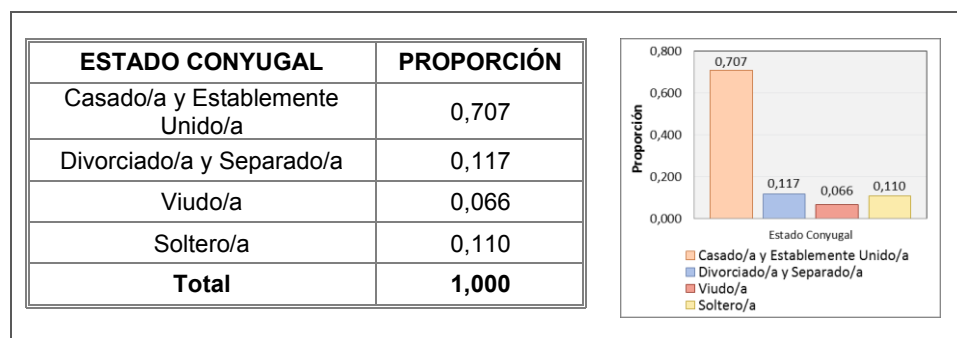 ESTADO CONYUGAL PROPORCIÓN
Casado/a y Establemente
Unido/a
0,707
Divorciado/a y Separado/a 0,117
Viudo/a 0,066
Soltero/a 0,110
Total 1,000
0,800
0,600
0,400
0,200
0,000
Proporción
0,707
0,117
0,066
0,110
Estado Conyugal
Casado/a y Establemente Unido/a
Divorciado/a y Separado/a
Viudo/a
Soltero/a